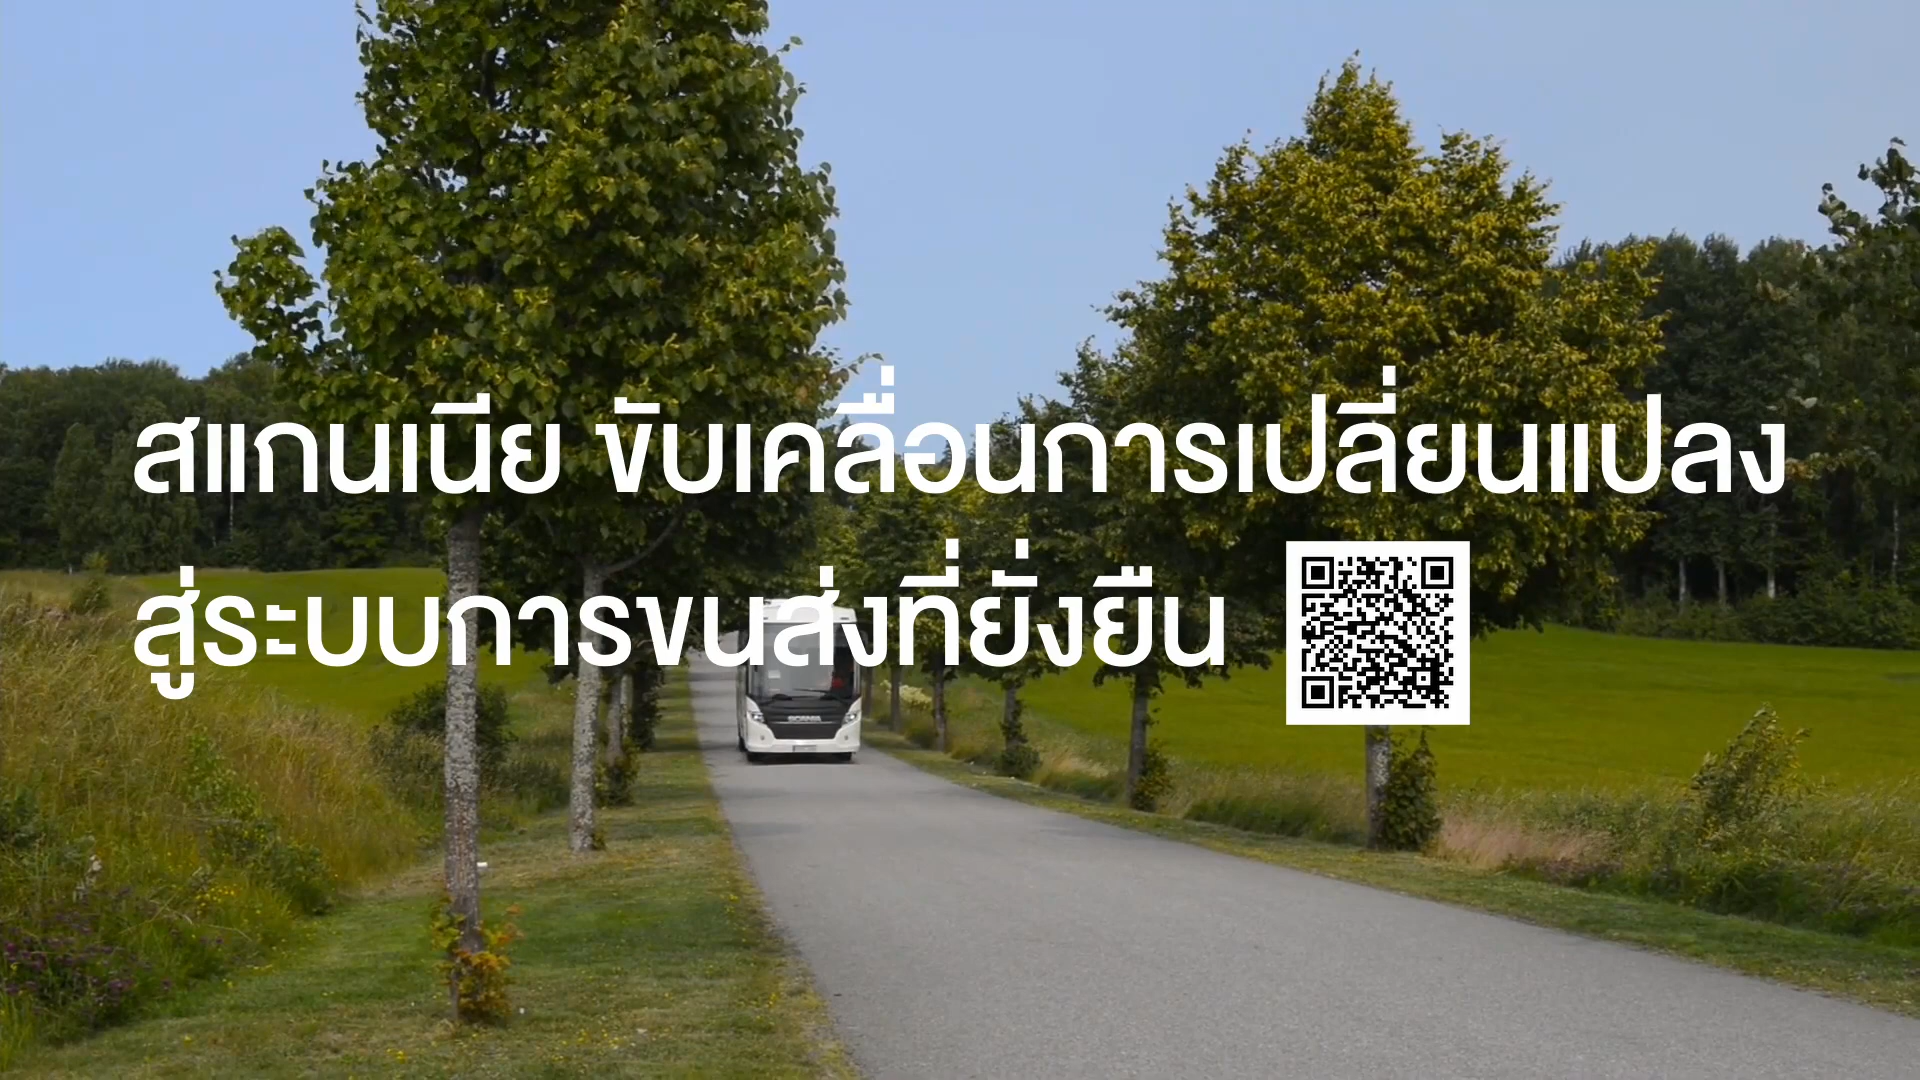 สแกนเนีย ขับเคลื่อนการเปลี่ยนแปลง
สู่ระบบการขนส่งที่ยั่งยืน
SCANIA